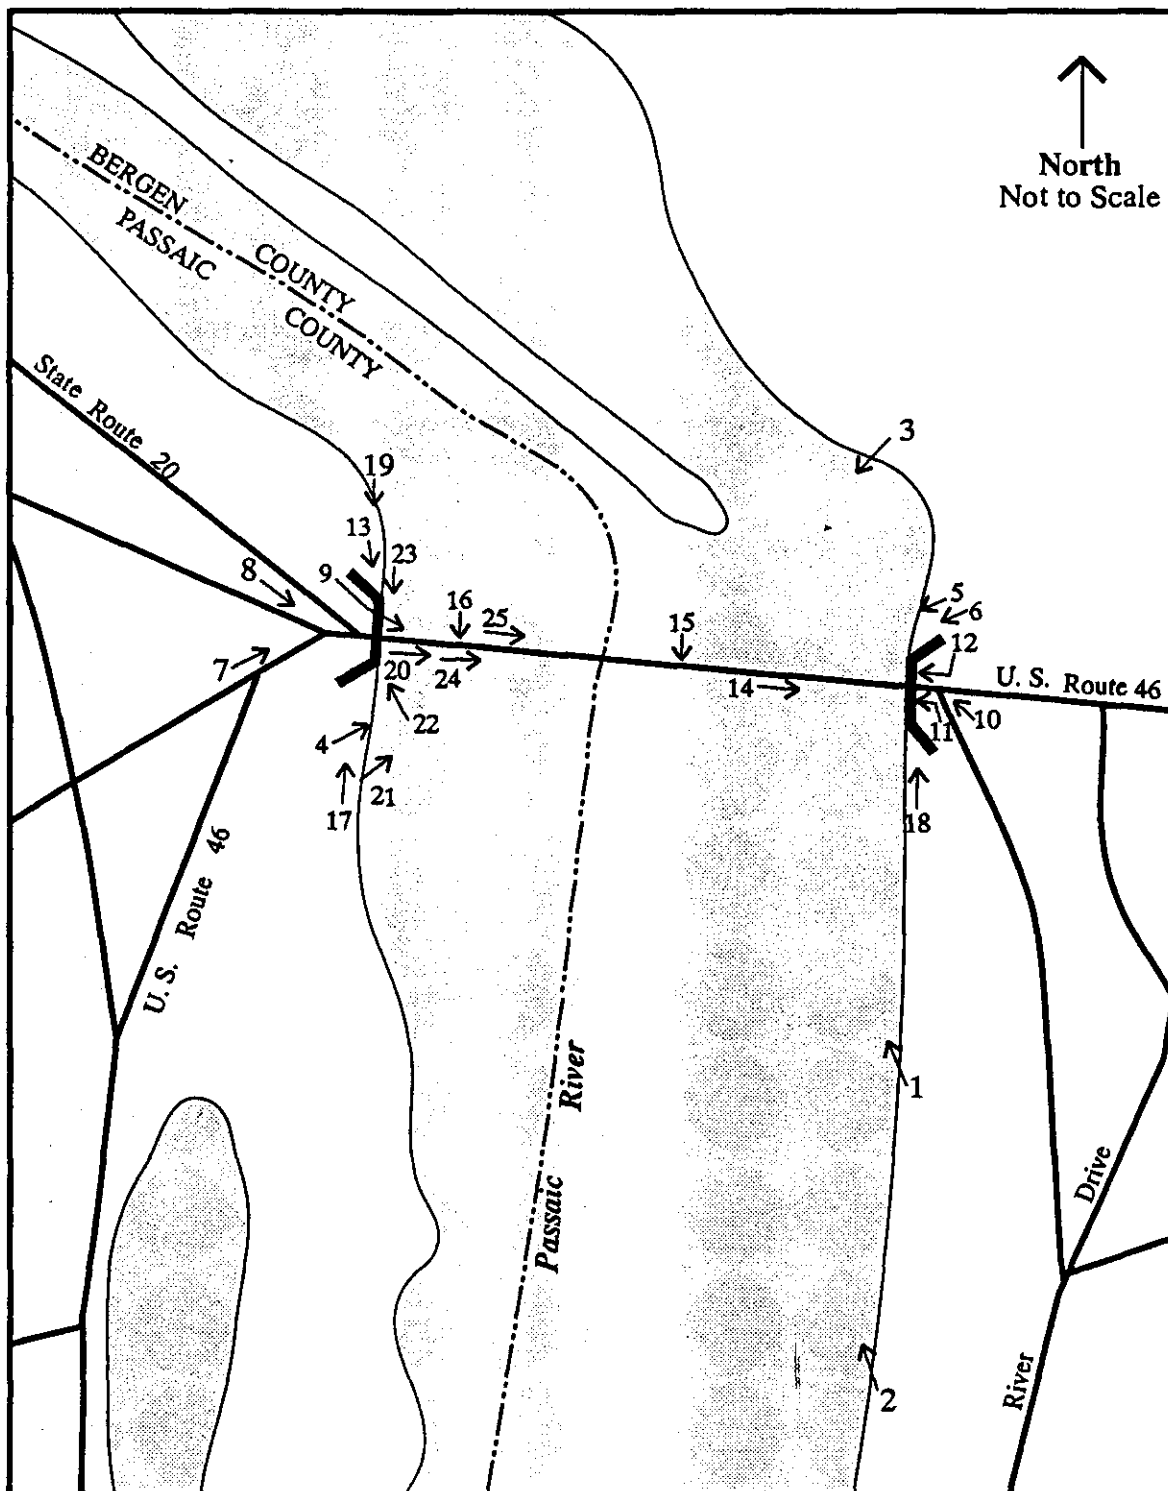 North
Not to Scale
BERGEN COUNTY
PASSAIC COUNTY
State Route 20
3
19
13
23
8
9
16
25
15
5
6
12
7
20
24
14
U. S. Route 46
22
11
10
4
21
17
18
U. S. Route 46
1
River
Passaic
Drive
2
River